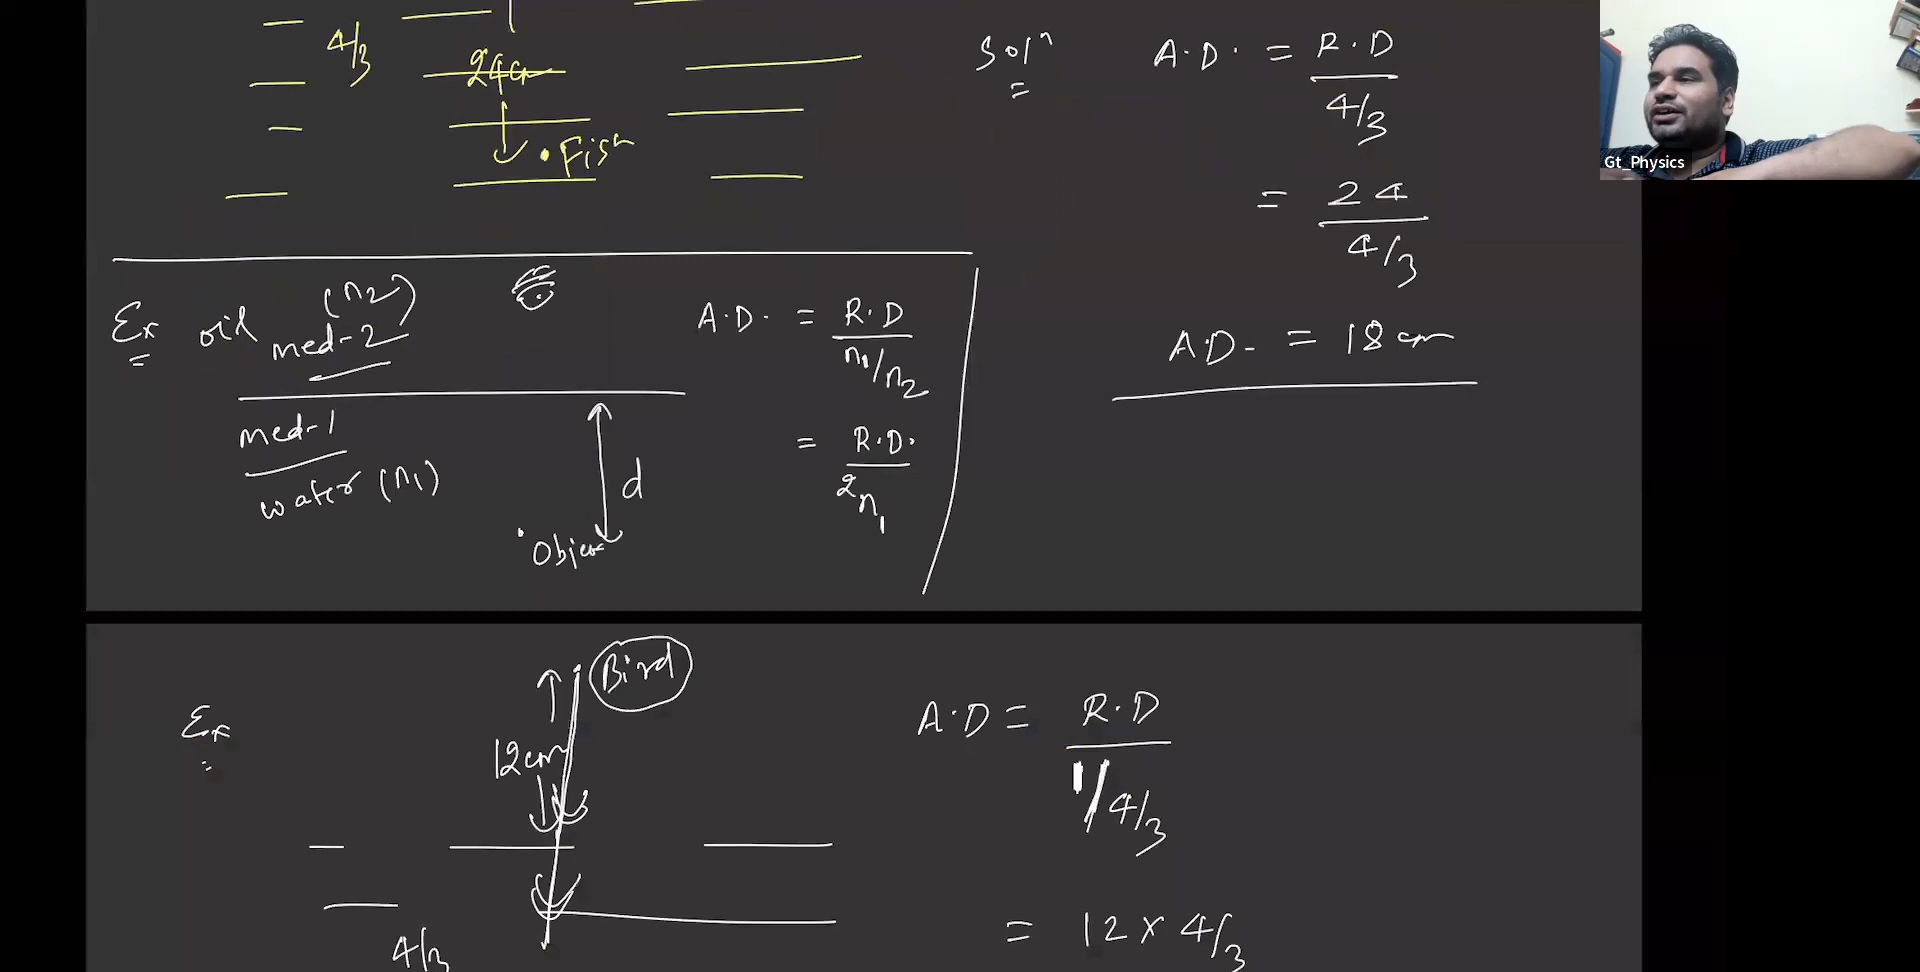 4/3
24cm
Fish
Solⁿ
A.D. = R.D
4/3
= 24
4/3
A.D- = 18 cm
Gt_Physics
Ex oil (n2)
med-2
med-1
water (n1)
d
Object
A.D. = R.D
n1/n2
= R.D.
2n1
Ex
Bird
12cm
4/3
A.D = R.D
1/4/3
= 12 x 4/3